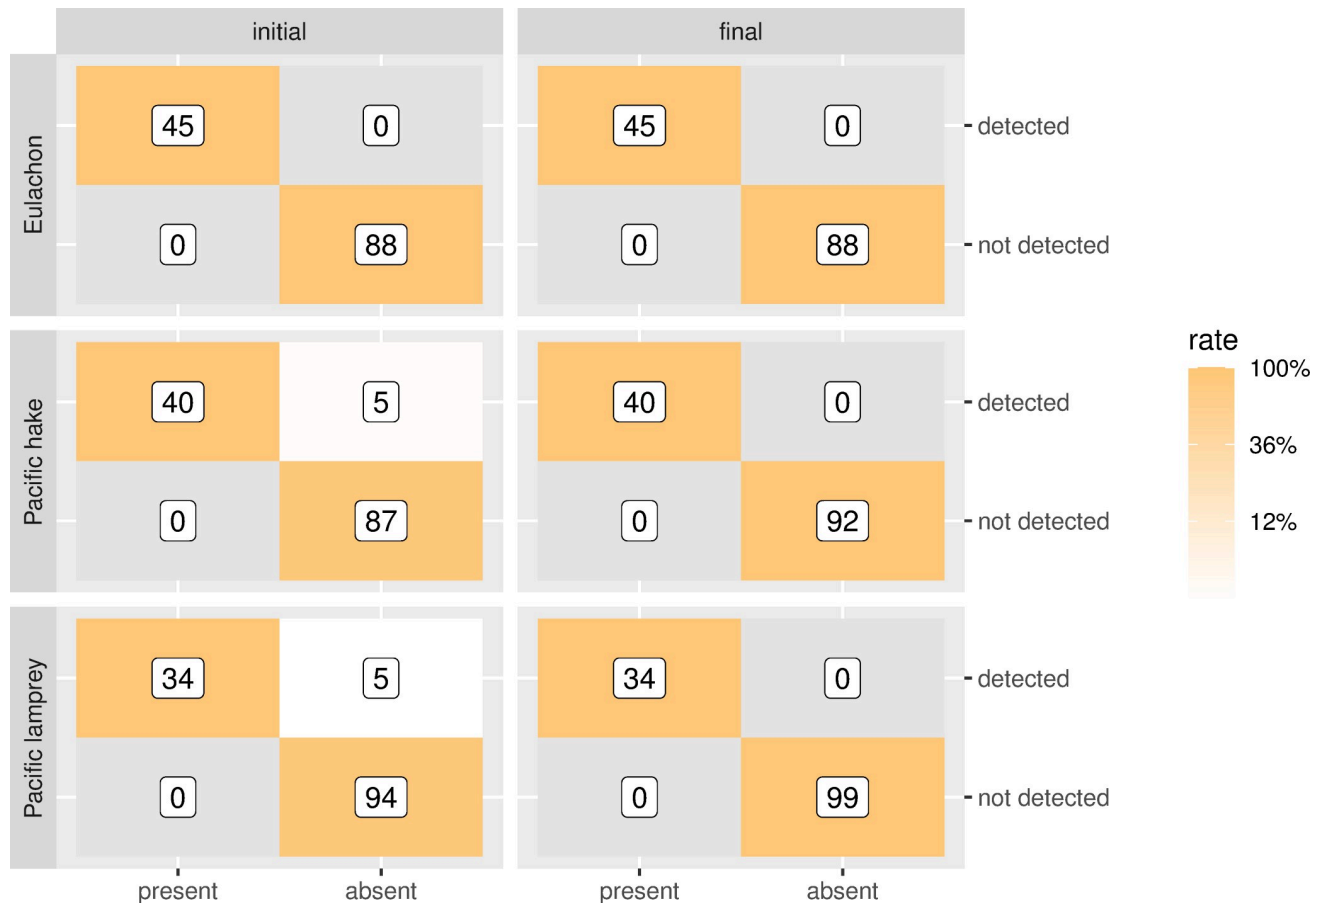 initial final
Eulachon
45 0 45 0 detected
0 88 0 88 not detected
Pacific hake
40 5 40 0 detected
0 87 0 92 not detected
Pacific lamprey
34 5 34 0 detected
0 94 0 99 not detected
present absent present absent
rate
100%
36%
12%